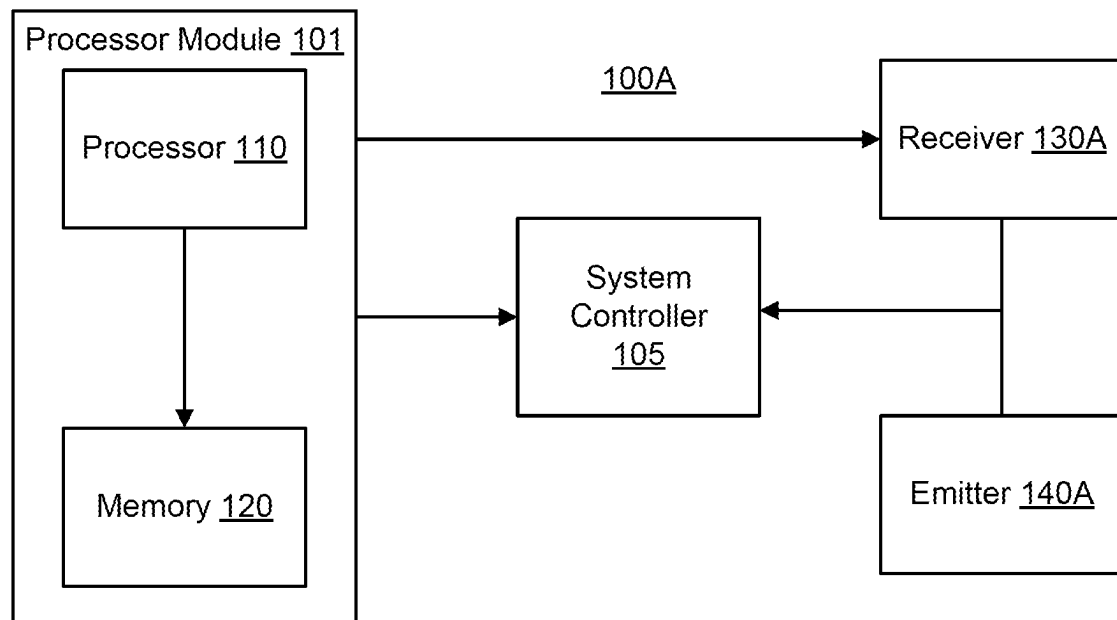 Processor Module 101
Processor 110
Memory 120
100A
System
Controller
105
Receiver 130A
Emitter 140A